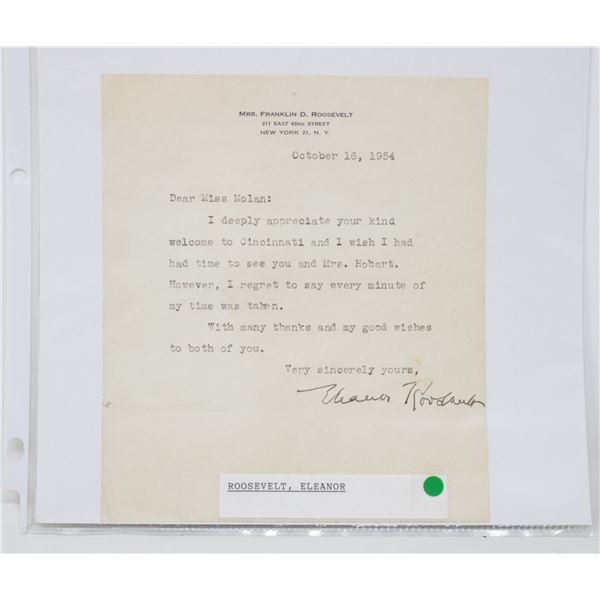 MRS. FRANKLIN D. ROOSEVELT
211 EAST 62ND STREET
NEW YORK 21, N. Y.
October 16, 1954
Dear Miss Nolan:
I deeply appreciate your kind
welcome to Cincinnati and I wish I had
had time to see you and Mrs. Hobart.
However, I regret to say every minute of
my time was taken.
With many thanks and my good wishes
to both of you.
Very sincerely yours,
Eleanor Roosevelt
ROOSEVELT, ELEANOR